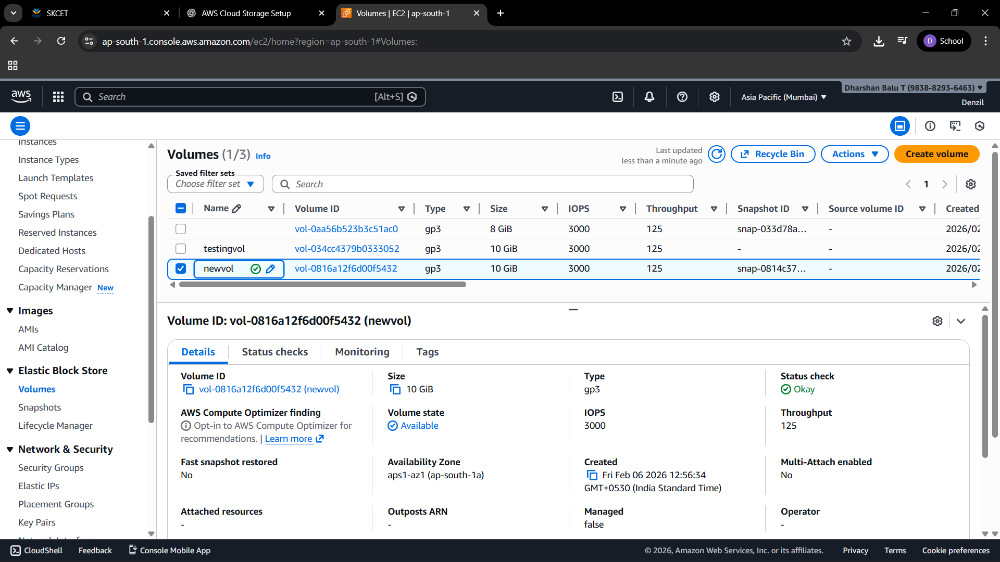 SKCET
AWS Cloud Storage Setup
Volumes | EC2 | ap-south-1
ap-south-1.console.aws.amazon.com/ec2/home?region=ap-south-1#Volumes:
D School
aws
Search [Alt+S]
Asia Pacific (Mumbai)
Dharshan Balu T (9838-8293-6463)
Denzil
Instances
Instance Types
Launch Templates
Spot Requests
Savings Plans
Reserved Instances
Dedicated Hosts
Capacity Reservations
Capacity Manager New
Images
AMIs
AMI Catalog
Elastic Block Store
Volumes
Snapshots
Lifecycle Manager
Network & Security
Security Groups
Elastic IPs
Placement Groups
Key Pairs
Volumes (1/3) Info
Last updated
less than a minute ago
Recycle Bin
Actions
Create volume
Saved filter sets
Choose filter set
Search
1
Name Volume ID Type Size IOPS Throughput Snapshot ID Source volume ID Created
vol-0aa56b523b3c51ac0 gp3 8 GiB 3000 125 snap-033d78a... - 2026/02
testingvol vol-034cc4379b0333052 gp3 10 GiB 3000 125 - - 2026/02
newvol vol-0816a12f6d00f5432 gp3 10 GiB 3000 125 snap-0814c37... - 2026/02
Volume ID: vol-0816a12f6d00f5432 (newvol)
Details Status checks Monitoring Tags
Volume ID
vol-0816a12f6d00f5432 (newvol)
Size
10 GiB
Type
gp3
Status check
Okay
AWS Compute Optimizer finding
Opt-in to AWS Compute Optimizer for
recommendations. | Learn more
Volume state
Available
IOPS
3000
Throughput
125
Fast snapshot restored
No
Availability Zone
aps1-az1 (ap-south-1a)
Created
Fri Feb 06 2026 12:56:34
GMT+0530 (India Standard Time)
Multi-Attach enabled
No
Attached resources
-
Outposts ARN
-
Managed
false
Operator
-
CloudShell Feedback Console Mobile App
© 2026, Amazon Web Services, Inc. or its affiliates. Privacy Terms Cookie preferences